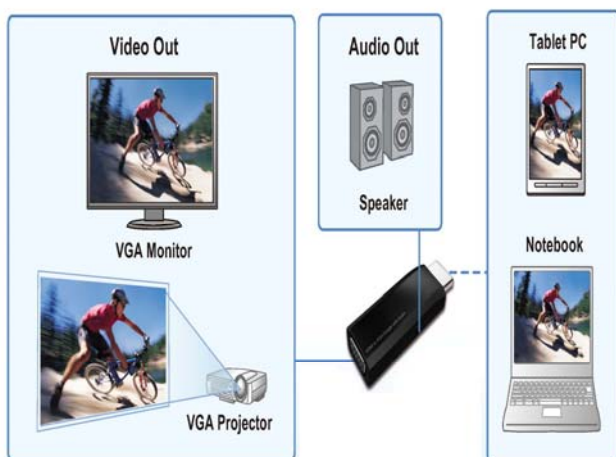 Video Out
VGA Monitor
VGA Projector
Audio Out
Speaker
Tablet PC
Notebook